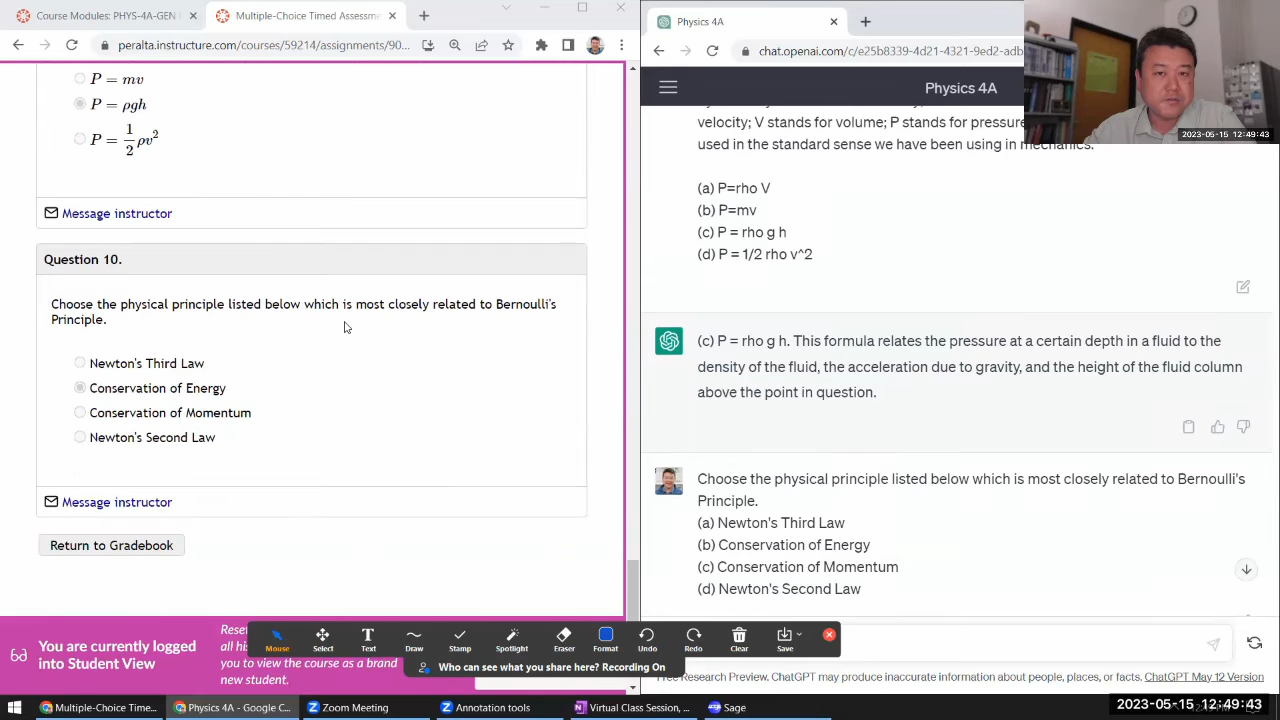 Course Modules: PHYS-4A-GEN
Multiple-Choice Timed Assessme
peralta.instructure.com/courses/59214/assignments/90...
P = mv
P = ρgh
P = 1/2 ρv²
Message instructor
Question 10.
Choose the physical principle listed below which is most closely related to Bernoulli's
Principle.
Newton's Third Law
Conservation of Energy
Conservation of Momentum
Newton's Second Law
Message instructor
Return to Gradebook
You are currently logged
into Student View
Rese
all his
you to view the course as a brand
new student.
Physics 4A
chat.openai.com/c/e25b8339-4d21-4321-9ed2-adb
Physics 4A
2023-05-15 12:49:43
velocity; V stands for volume; P stands for pressure
used in the standard sense we have been using in mechanics.
(a) P=rho V
(b) P=mv
(c) P = rho g h
(d) P = 1/2 rho v^2
(c) P = rho g h. This formula relates the pressure at a certain depth in a fluid to the
density of the fluid, the acceleration due to gravity, and the height of the fluid column
above the point in question.
Choose the physical principle listed below which is most closely related to Bernoulli's
Principle.
(a) Newton's Third Law
(b) Conservation of Energy
(c) Conservation of Momentum
(d) Newton's Second Law
Mouse
Select
Text
Draw
Stamp
Spotlight
Eraser
Format
Undo
Redo
Clear
Save
Who can see what you share here? Recording On
Free Research Preview. ChatGPT may produce inaccurate information about people, places, or facts. ChatGPT May 12 Version
Multiple-Choice Time...
Physics 4A - Google C...
Zoom Meeting
Annotation tools
Virtual Class Session, ...
Sage
2023-05-15 12:49:43